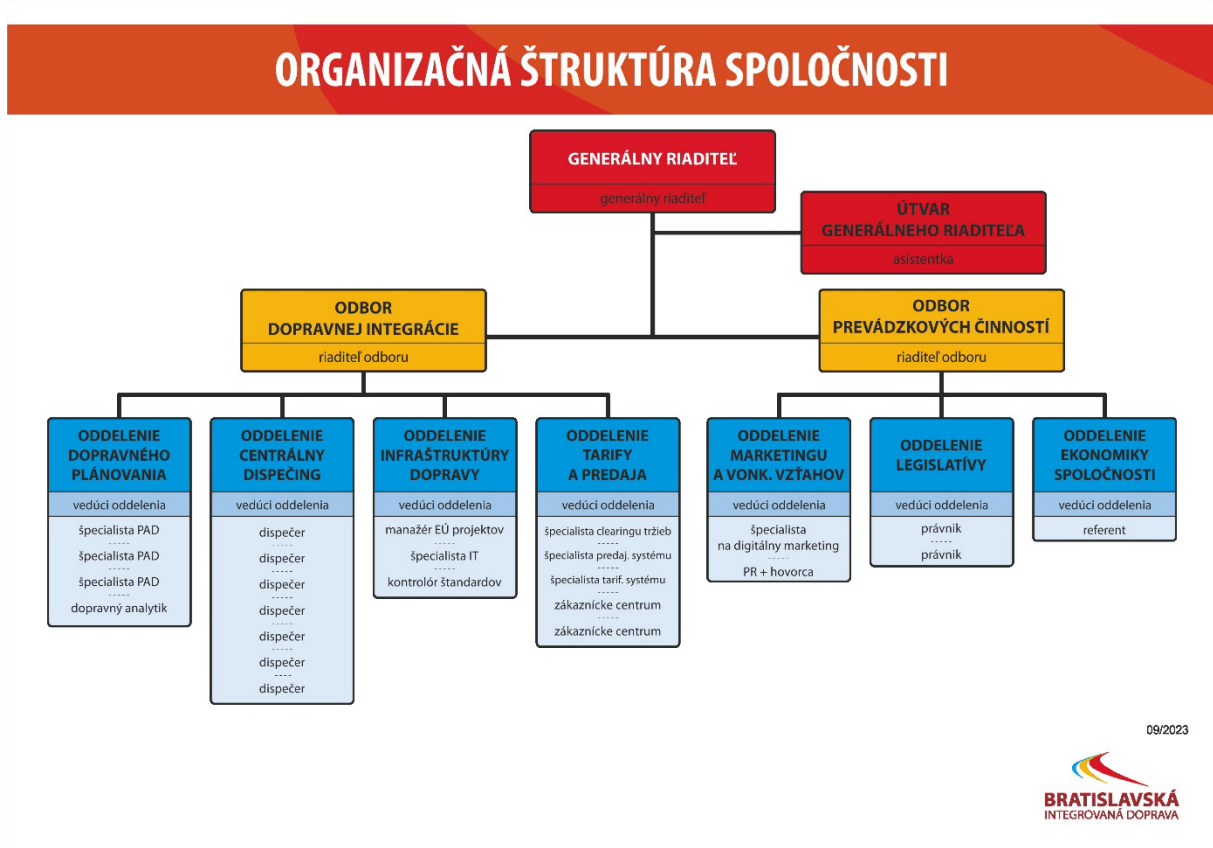 ORGANIZAČNÁ ŠTRUKTÚRA SPOLOČNOSTI
GENERÁLNY RIADITEĽ
generálny riaditeľ
ÚTVAR
GENERÁLNEHO RIADITEĽA
asistentka
ODBOR
DOPRAVNEJ INTEGRÁCIE
riaditeľ odboru
ODBOR
PREVÁDZKOVÝCH ČINNOSTÍ
riaditeľ odboru
ODDELENIE
DOPRAVNÉHO
PLÁNOVANIA
vedúci oddelenia
špecialista PAD
-----
špecialista PAD
-----
špecialista PAD
-----
dopravný analytik
ODDELENIE
CENTRÁLNY
DISPEČING
vedúci oddelenia
dispečer
-----
dispečer
-----
dispečer
-----
dispečer
-----
dispečer
-----
dispečer
----
dispečer
ODDELENIE
INFRAŠTRUKTÚRY
DOPRAVY
vedúci oddelenia
manažér EÚ projektov
-----
špecialista IT
-----
kontrolór štandardov
ODDELENIE
TARIFY
A PREDAJA
vedúci oddelenia
špecialista clearingu tržieb
-----
špecialista predaj. systému
-----
špecialista tarif. systému
-----
zákaznícke centrum
-----
zákaznícke centrum
ODDELENIE
MARKETINGU
A VONK. VZŤAHOV
vedúci oddelenia
špecialista
na digitálny marketing
-----
PR + hovorca
ODDELENIE
LEGISLATÍVY
vedúci oddelenia
právnik
-----
právnik
ODDELENIE
EKONOMIKY
SPOLOČNOSTI
vedúci oddelenia
referent
09/2023
BRATISLAVSKÁ
INTEGROVANÁ DOPRAVA